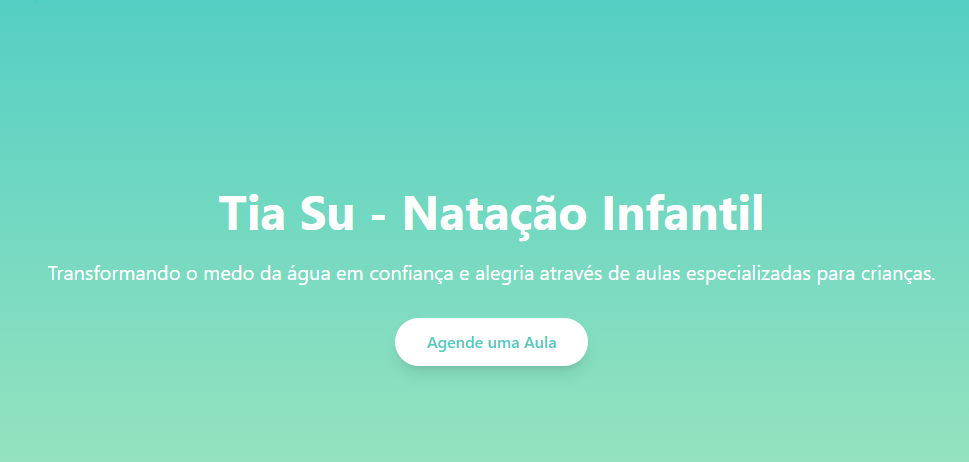 Tia Su - Natação Infantil
Transformando o medo da água em confiança e alegria através de aulas especializadas para crianças.
Agende uma Aula